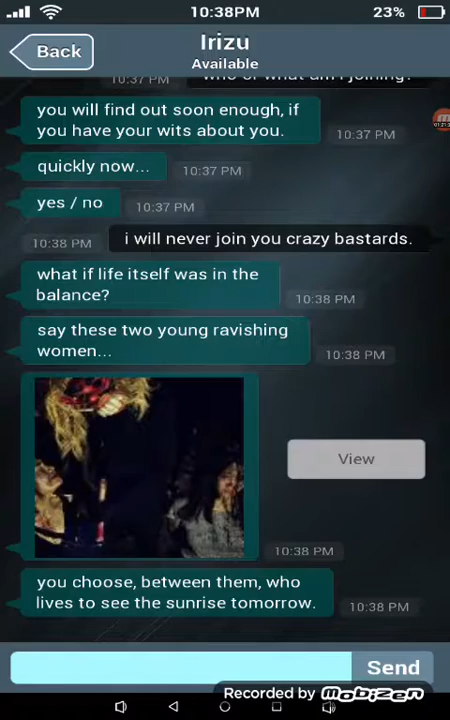 10:38PM
23%
Back
Irizu
Available
10:37 PM
who or what am i joining?
you will find out soon enough, if
you have your wits about you.
10:37 PM
quickly now...
10:37 PM
yes / no
10:37 PM
10:38 PM
i will never join you crazy bastards.
what if life itself was in the
balance?
10:38 PM
say these two young ravishing
women...
10:38 PM
View
10:38 PM
you choose, between them, who
lives to see the sunrise tomorrow.
10:38 PM
Send
Recorded by mobizen